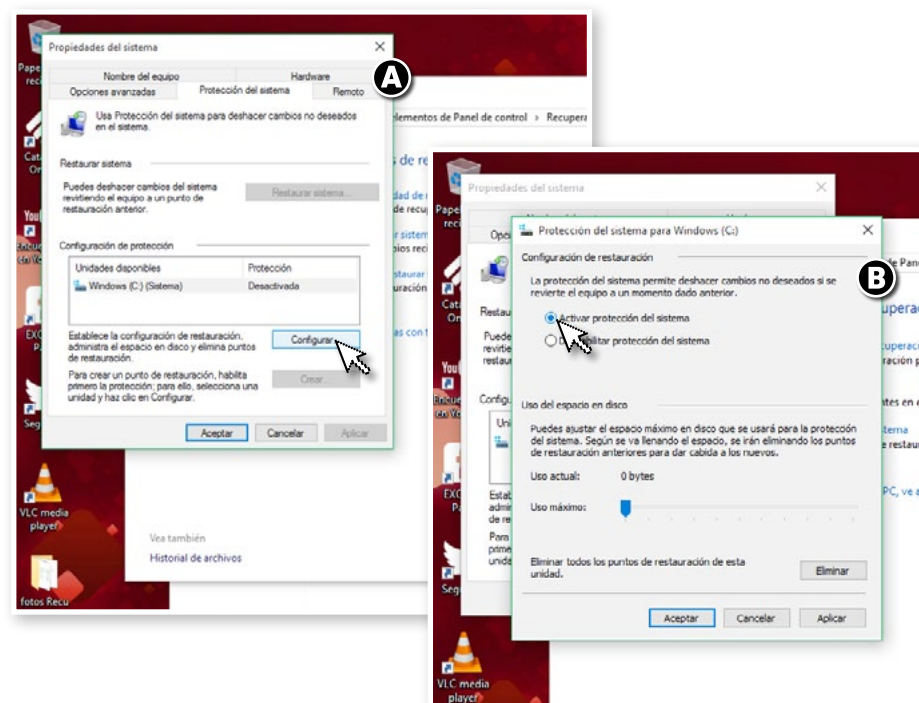 Propiedades del sistema
Nombre del equipo
Hardware
Opciones avanzadas
Protección del sistema
Remoto
A
Usa Protección del sistema para deshacer cambios no deseados
en el sistema.
elementos de Panel de control > Recupera
Restaurar sistema
Puedes deshacer cambios del sistema
revirtiendo el equipo a un punto de
restauración anterior.
Restaurar sistema...
Configuración de protección
Unidades disponibles
Protección
Windows (C:) (Sistema)
Desactivada
Establece la configuración de restauración,
administra el espacio en disco y elimina puntos
de restauración.
Configurar...
Para crear un punto de restauración, habilita
primero la protección; para ello, selecciona una
unidad y haz clic en Configurar.
Crear...
Aceptar
Cancelar
Aplicar
VLC media
player
fotos Recu
Vea también
Historial de archivos
Propiedades del sistema
Protección del sistema para Windows (C:)
B
Configuración de restauración
La protección del sistema permite deshacer cambios no deseados si se
revierte el equipo a un momento dado anterior.
Activar protección del sistema
protección del sistema
Uso del espacio en disco
Puedes ajustar el espacio máximo en disco que se usará para la protección
del sistema. Según se va llenando el espacio, se irán eliminando los puntos
de restauración anteriores para dar cabida a los nuevos.
Uso actual:
0 bytes
Uso máximo:
Eliminar todos los puntos de restauración de esta
unidad.
Eliminar
Aceptar
Cancelar
Aplicar
VLC media
player